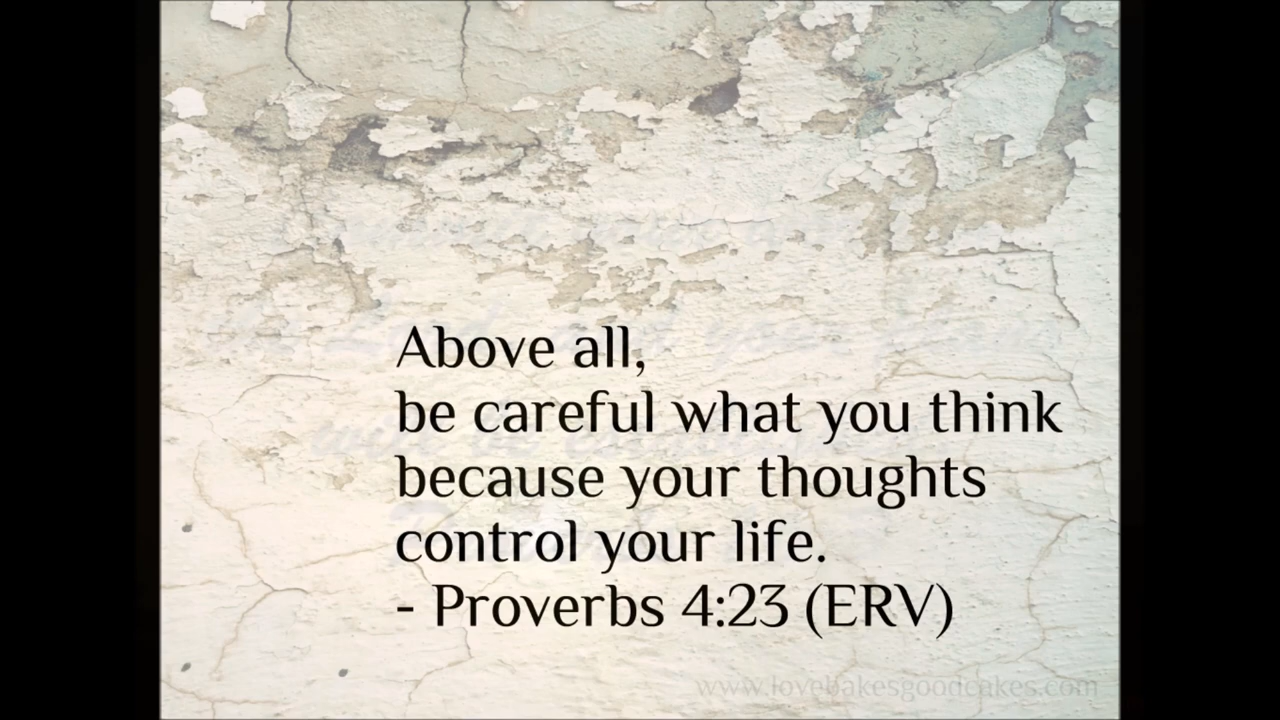 Above all,
be careful what you think
because your thoughts
control your life.
- Proverbs 4:23 (ERV)
www.lovebakesgoodcakes.com